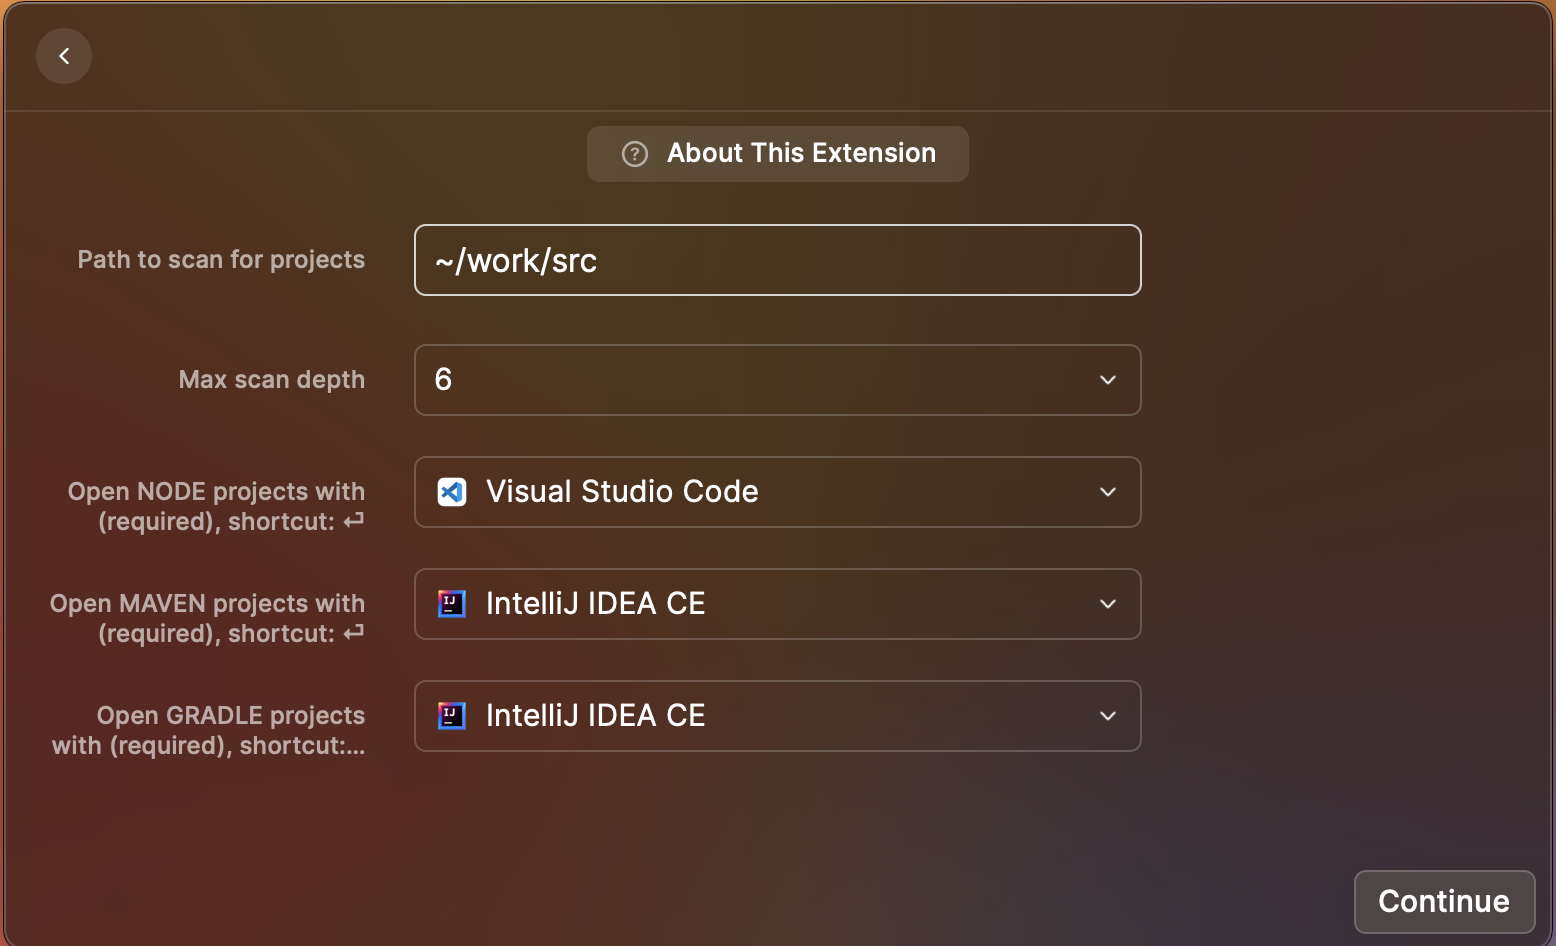 About This Extension
Path to scan for projects
~/work/src
Max scan depth
6
Open NODE projects with
(required), shortcut: ⏎
Visual Studio Code
Open MAVEN projects with
(required), shortcut: ⏎
IntelliJ IDEA CE
Open GRADLE projects
with (required), shortcut:...
IntelliJ IDEA CE
Continue